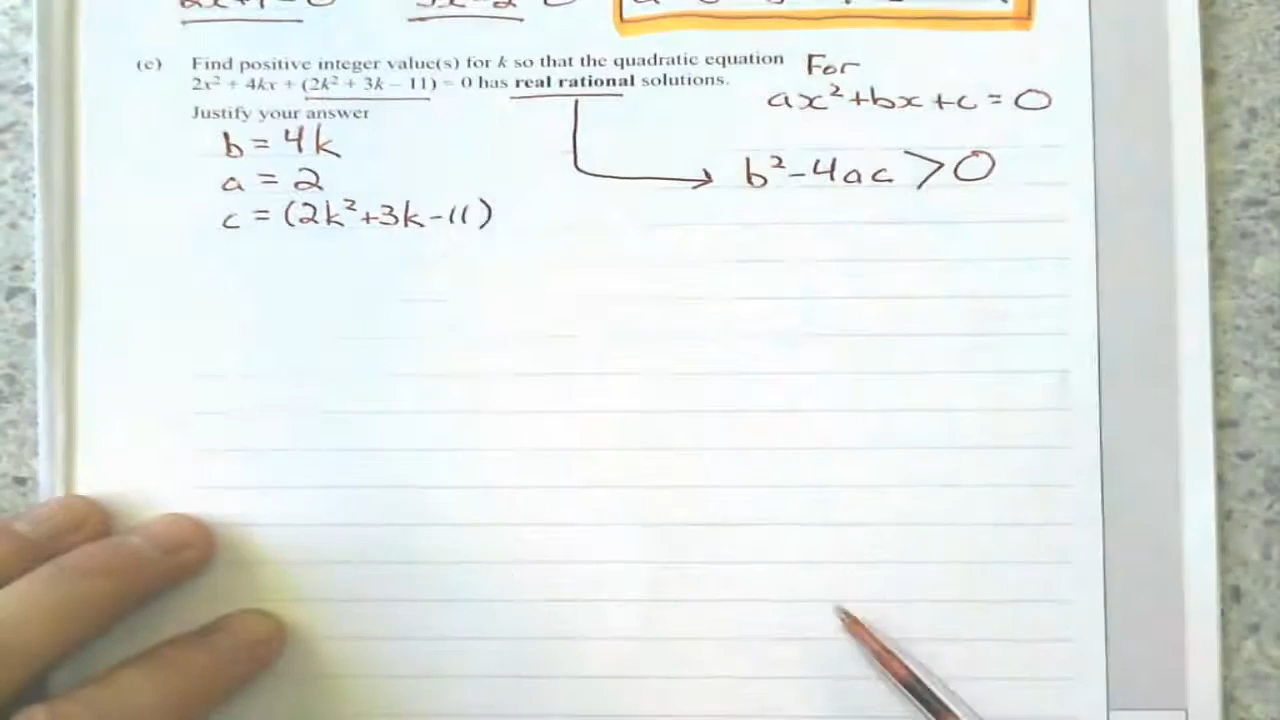 (c) Find positive integer value(s) for k so that the quadratic equation
2x² + 4kx + (2k² + 3k – 11) = 0 has real rational solutions.
Justify your answer
For
ax²+bx+c=0
b = 4k
a = 2
c = (2k²+3k-11)
b²-4ac >0